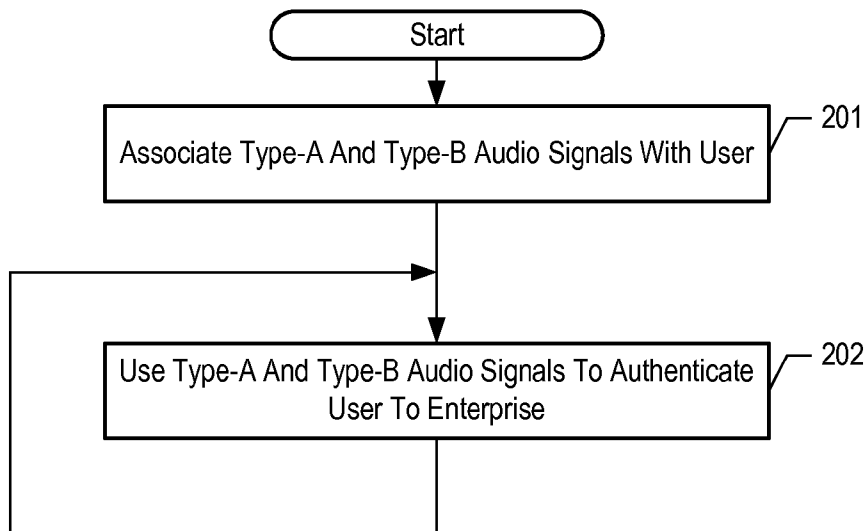 Start
201
Associate Type-A And Type-B Audio Signals With User
202
Use Type-A And Type-B Audio Signals To Authenticate
User To Enterprise